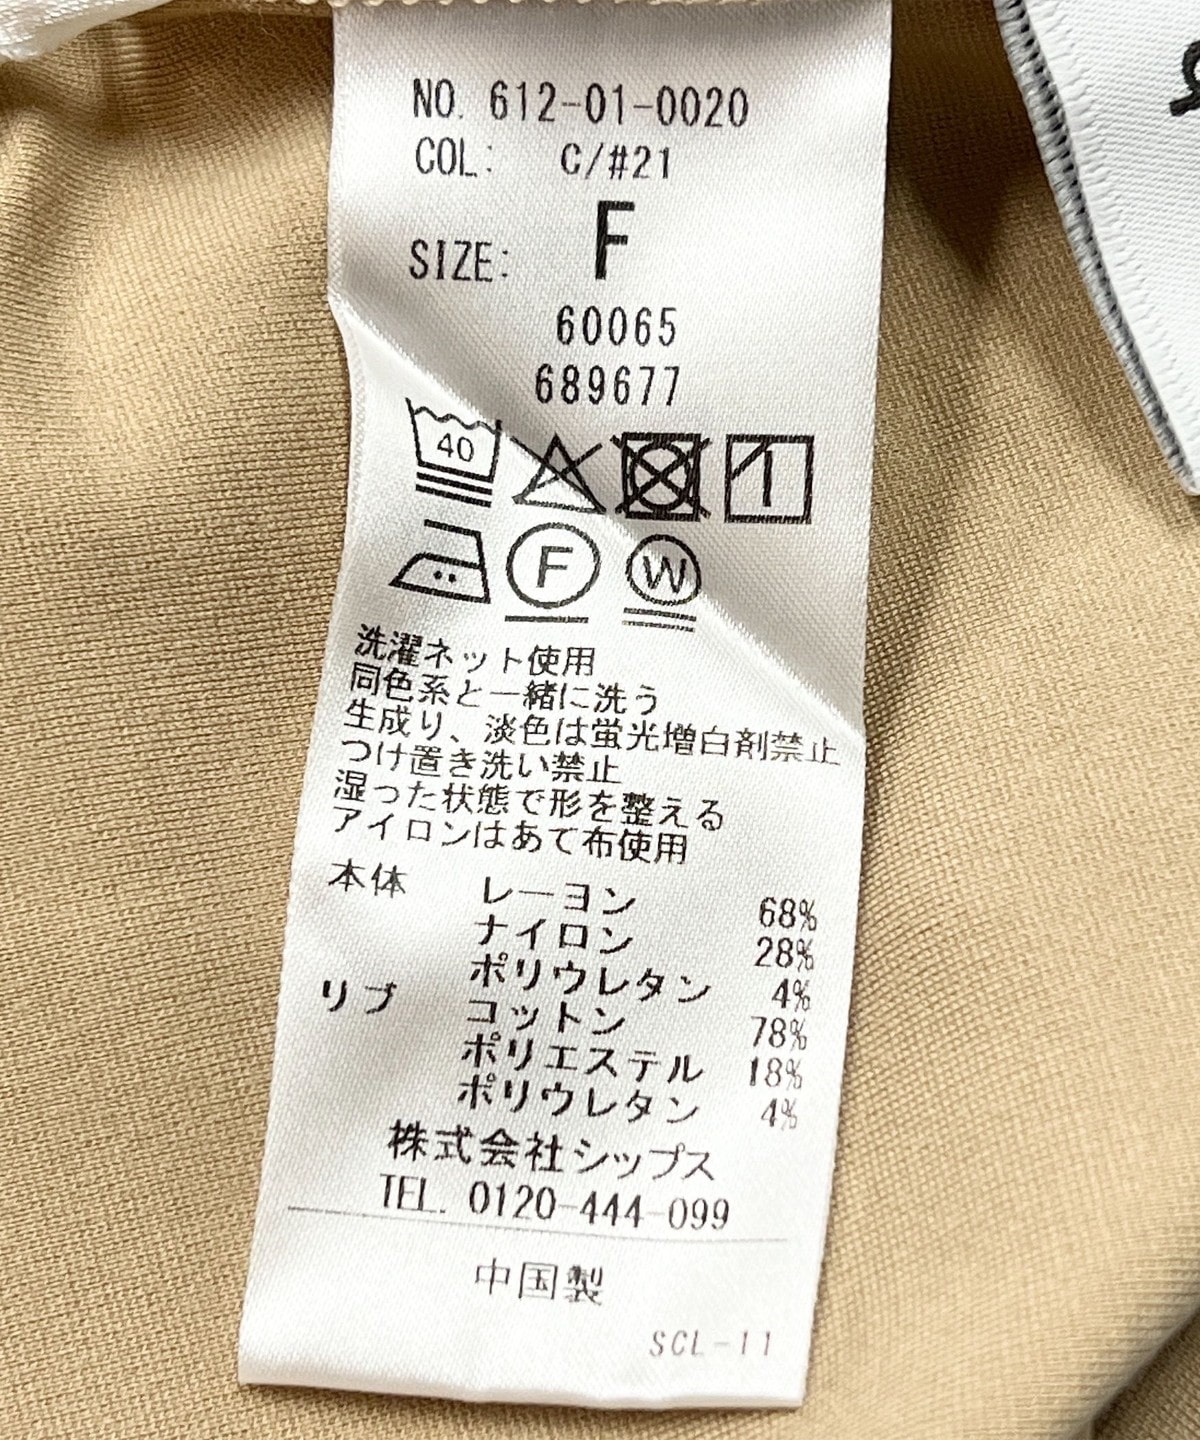 NO. 612-01-0020
COL: C/#21
SIZE: F
60065
689677
40
F W
洗濯ネット使用
同色系と一緒に洗う
生成り、淡色は蛍光増白剤禁止
つけ置き洗い禁止
湿った状態で形を整える
アイロンはあて布使用
本体 レーヨン 68%
ナイロン 28%
ポリウレタン 4%
リブ コットン 78%
ポリエステル 18%
ポリウレタン 4%
株式会社シップス
TEL. 0120-444-099
中国製
SCL-11